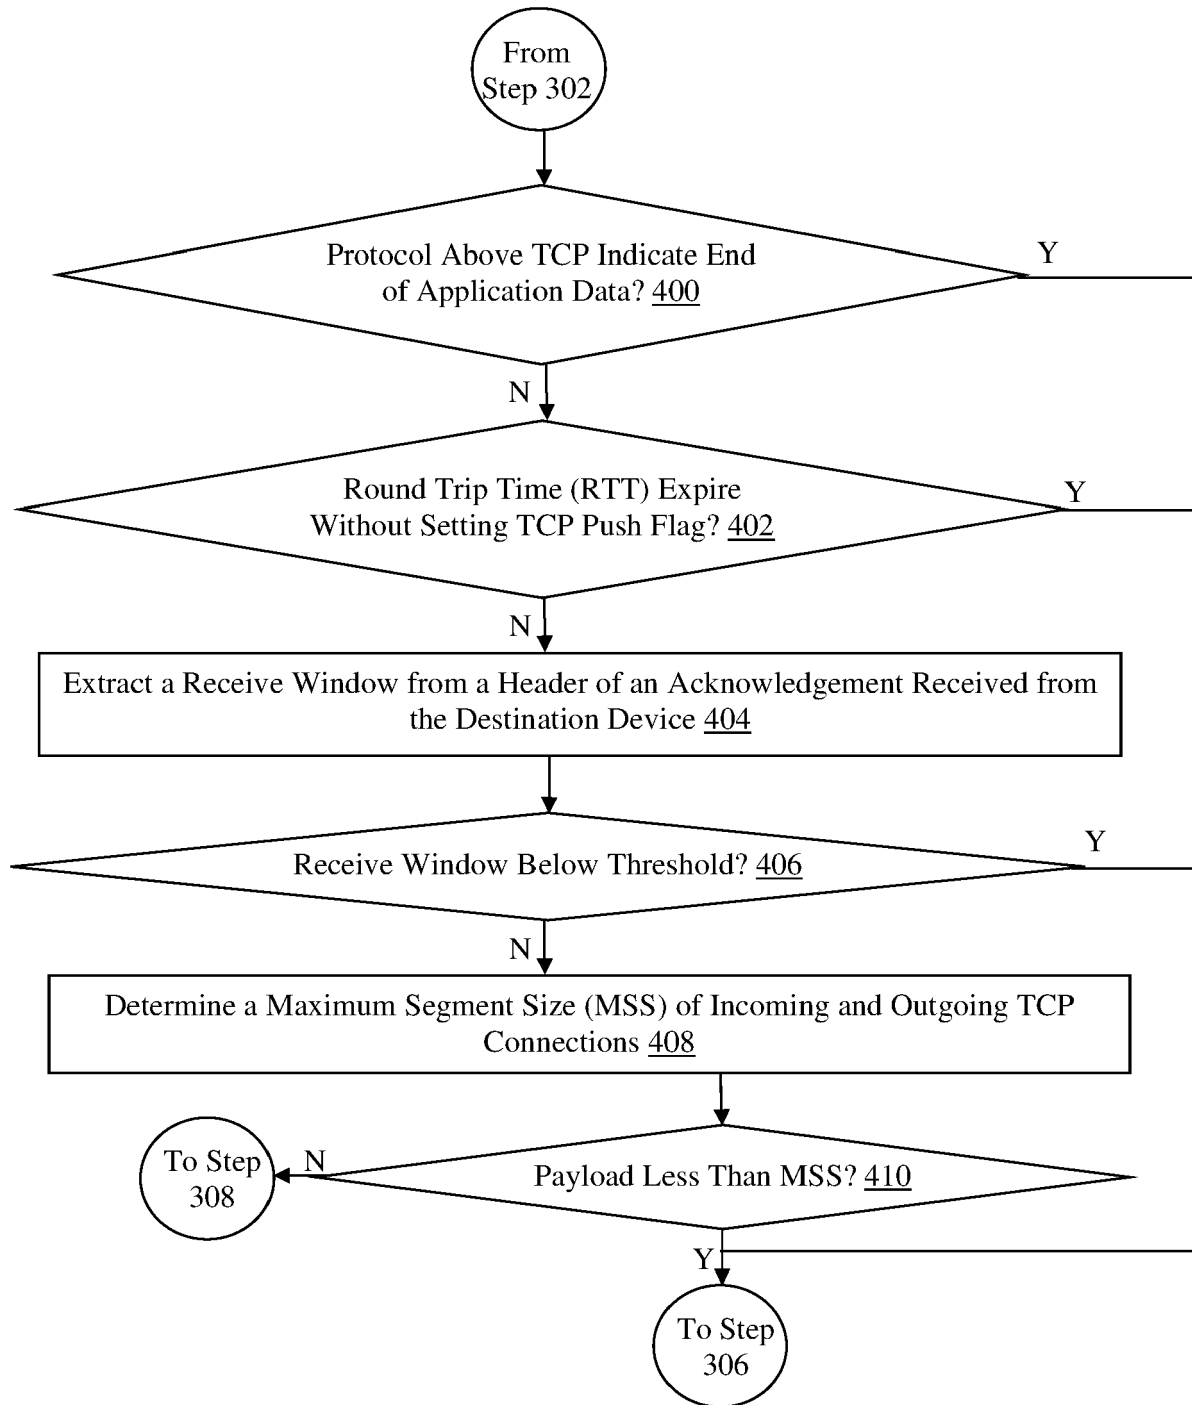 From
Step 302
Protocol Above TCP Indicate End
of Application Data? 400
Y
N
Round Trip Time (RTT) Expire
Without Setting TCP Push Flag? 402
Y
N
Extract a Receive Window from a Header of an Acknowledgement Received from
the Destination Device 404
Receive Window Below Threshold? 406
Y
N
Determine a Maximum Segment Size (MSS) of Incoming and Outgoing TCP
Connections 408
Payload Less Than MSS? 410
N
To Step
308
Y
To Step
306